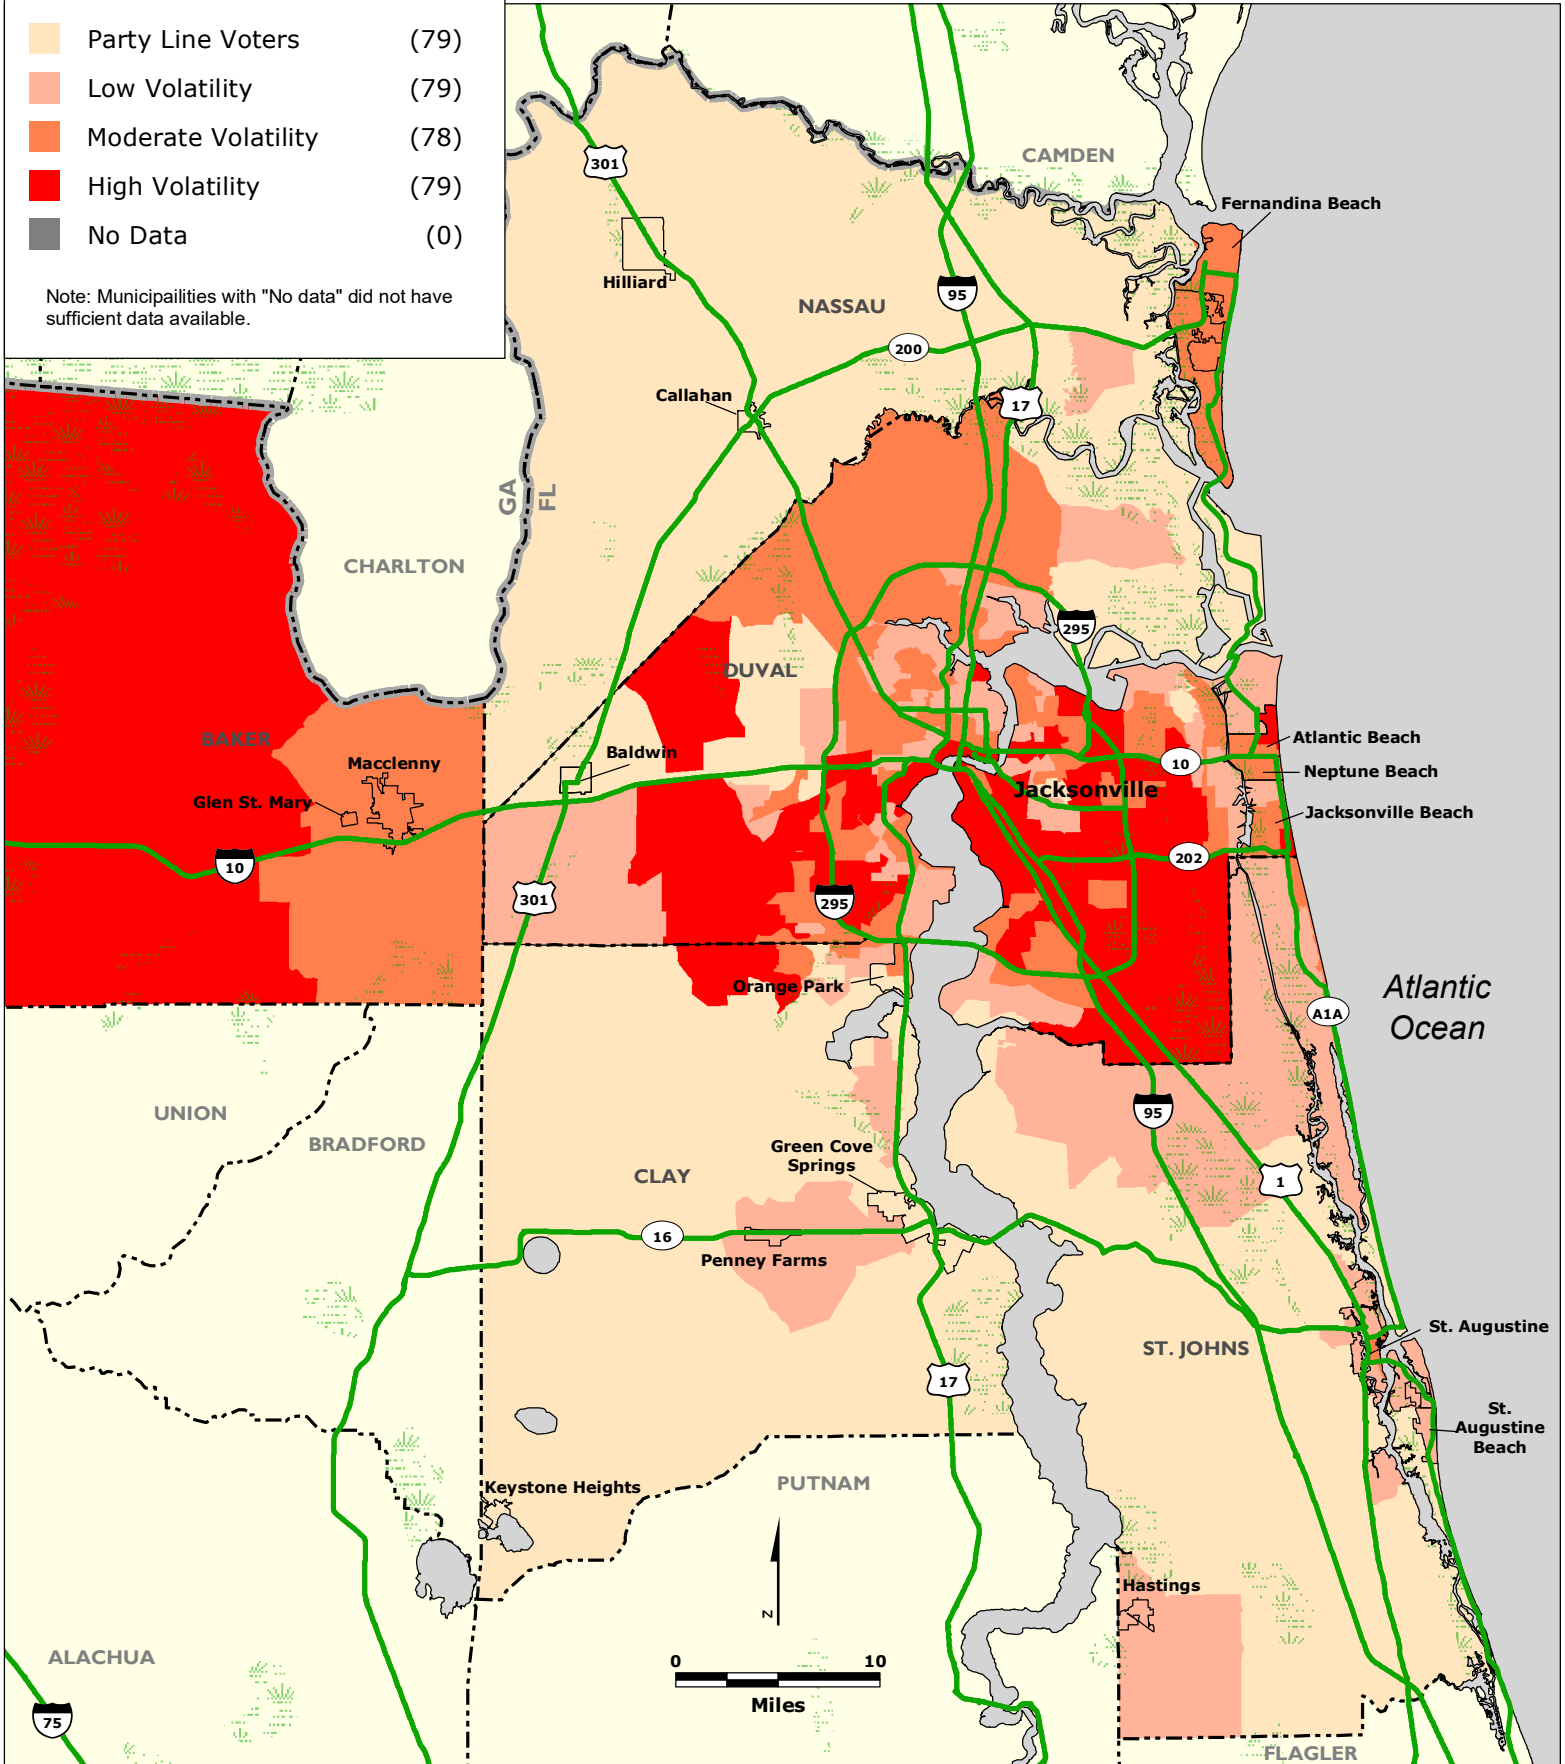 Party Line Voters (79)
Low Volatility (79)
Moderate Volatility (78)
High Volatility (79)
No Data (0)
Note: Municipailities with "No data" did not have
sufficient data available.
CAMDEN
301
Fernandina Beach
Hilliard
95
NASSAU
200
Callahan
17
GA
FL
CHARLTON
295
DUVAL
BAKER
Baldwin
Atlantic Beach
Macclenny
10
Neptune Beach
Glen St. Mary
Jacksonville
Jacksonville Beach
10
202
301
295
Orange Park
Atlantic
Ocean
A1A
UNION
95
BRADFORD
Green Cove
Springs
CLAY
1
16
Penney Farms
St. Augustine
ST. JOHNS
17
St.
Augustine
Beach
PUTNAM
Keystone Heights
N
Hastings
ALACHUA
0 10
Miles
75
FLAGLER